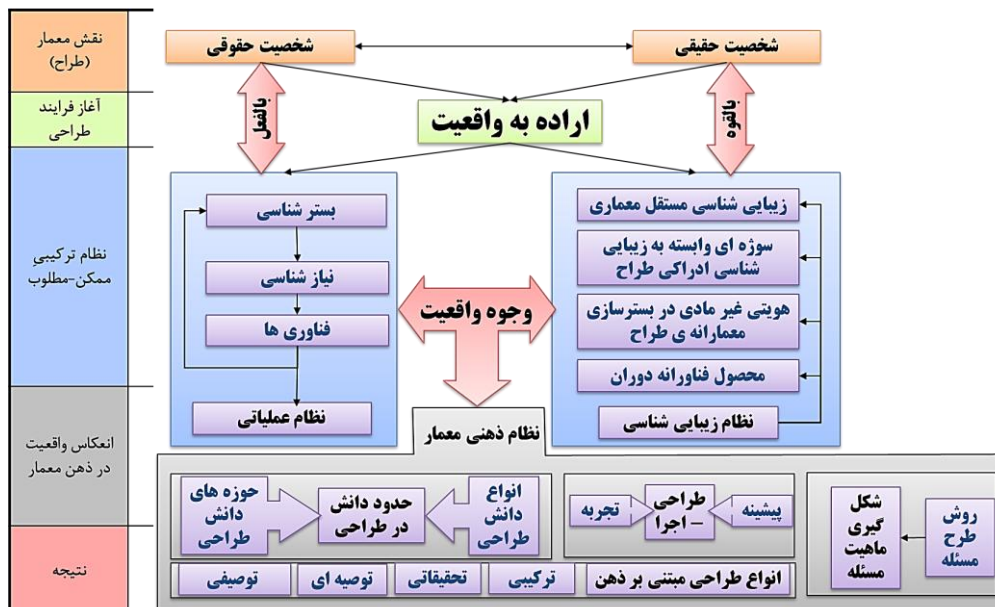 نقش معمار
(طراح)
شخصیت حقیقی
شخصیت حقوقی
آغاز فرایند
طراحی
بالقوه
اراده به واقعیت
بالفعل
نظام ترکیبیِ
ممکن-مطلوب
زیبایی شناسی مستقل معماری
سوژه ای وابسته به زیبایی
شناسی ادراکی طراح
هویتی غیر مادی در بسترسازی
معمارانه ی طراح
محصول فناورانه دوران
نظام زیبایی شناسی
وجوه واقعیت
بستر شناسی
نیاز شناسی
فناوری ها
نظام عملیاتی
انعکاس واقعیت
در ذهن معمار
نظام ذهنی معمار
روش
طرح
مسئله
شکل
گیری
ماهیت
مسئله
پیشینه
طراحی
– اجرا
تجربه
انواع
دانش
طراحی
حدود دانش
در طراحی
حوزه های
دانش
طراحی
نتیجه
انواع طراحی مبتنی بر ذهن
ترکیبی
تحقیقاتی
توصیه ای
توصیفی